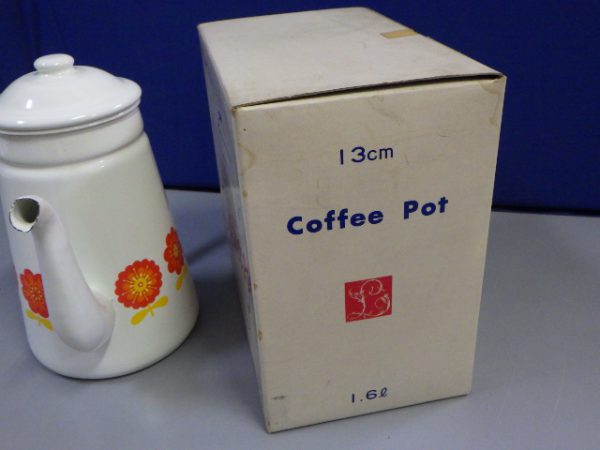 13cm
Coffee Pot
L
1.6ℓ